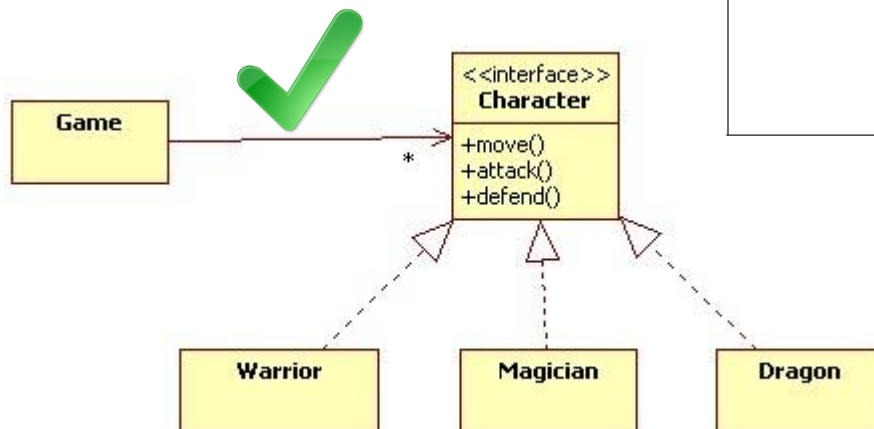 Game
*
<<interface>>
Character
+move()
+attack()
+defend()
Warrior
Magician
Dragon